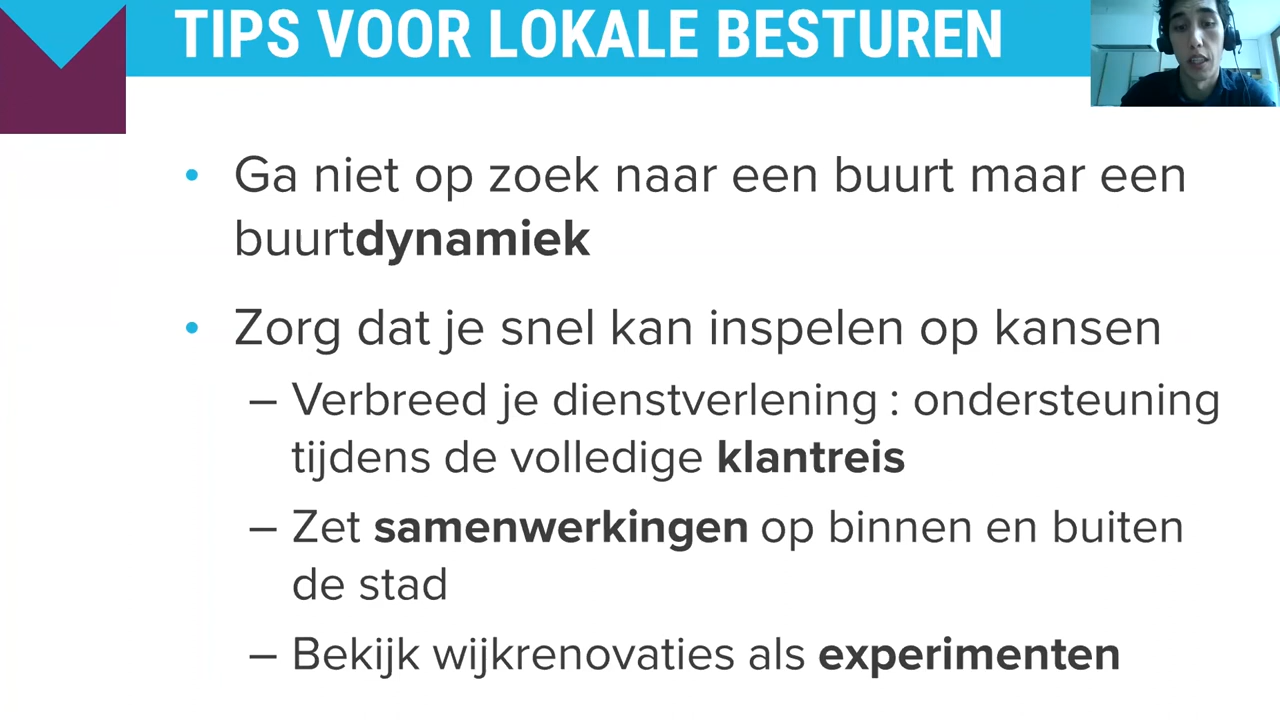 TIPS VOOR LOKALE BESTUREN
• Ga niet op zoek naar een buurt maar een
buurtdynamiek
• Zorg dat je snel kan inspelen op kansen
– Verbreed je dienstverlening : ondersteuning
tijdens de volledige klantreis
– Zet samenwerkingen op binnen en buiten
de stad
– Bekijk wijkrenovaties als experimenten